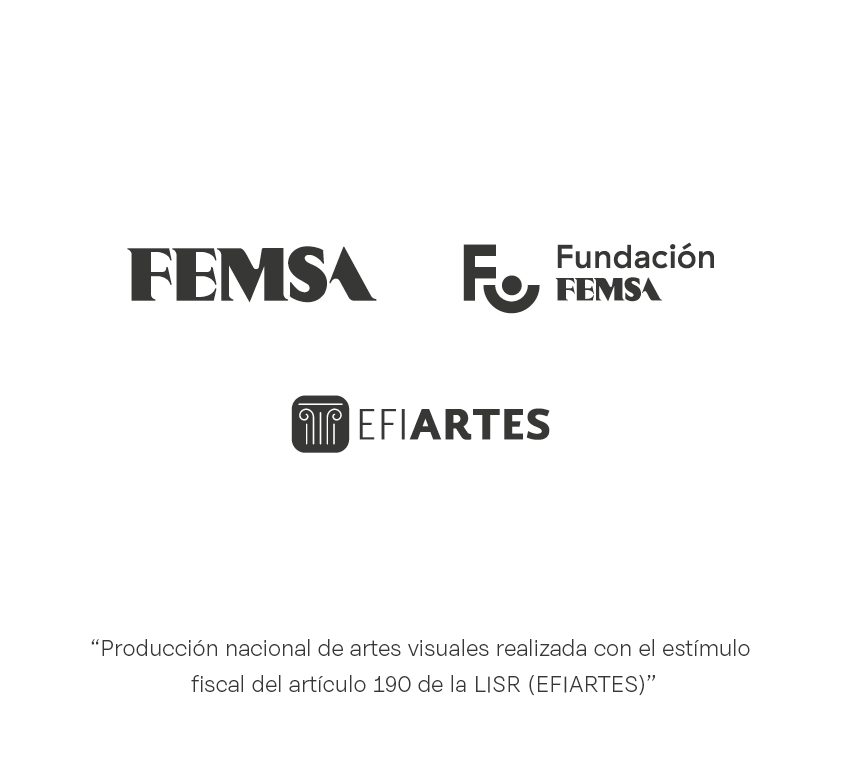 FEMSA
Fundación
FEMSA
EFIARTES
“Producción nacional de artes visuales realizada con el estímulo
fiscal del artículo 190 de la LISR (EFIARTES)”